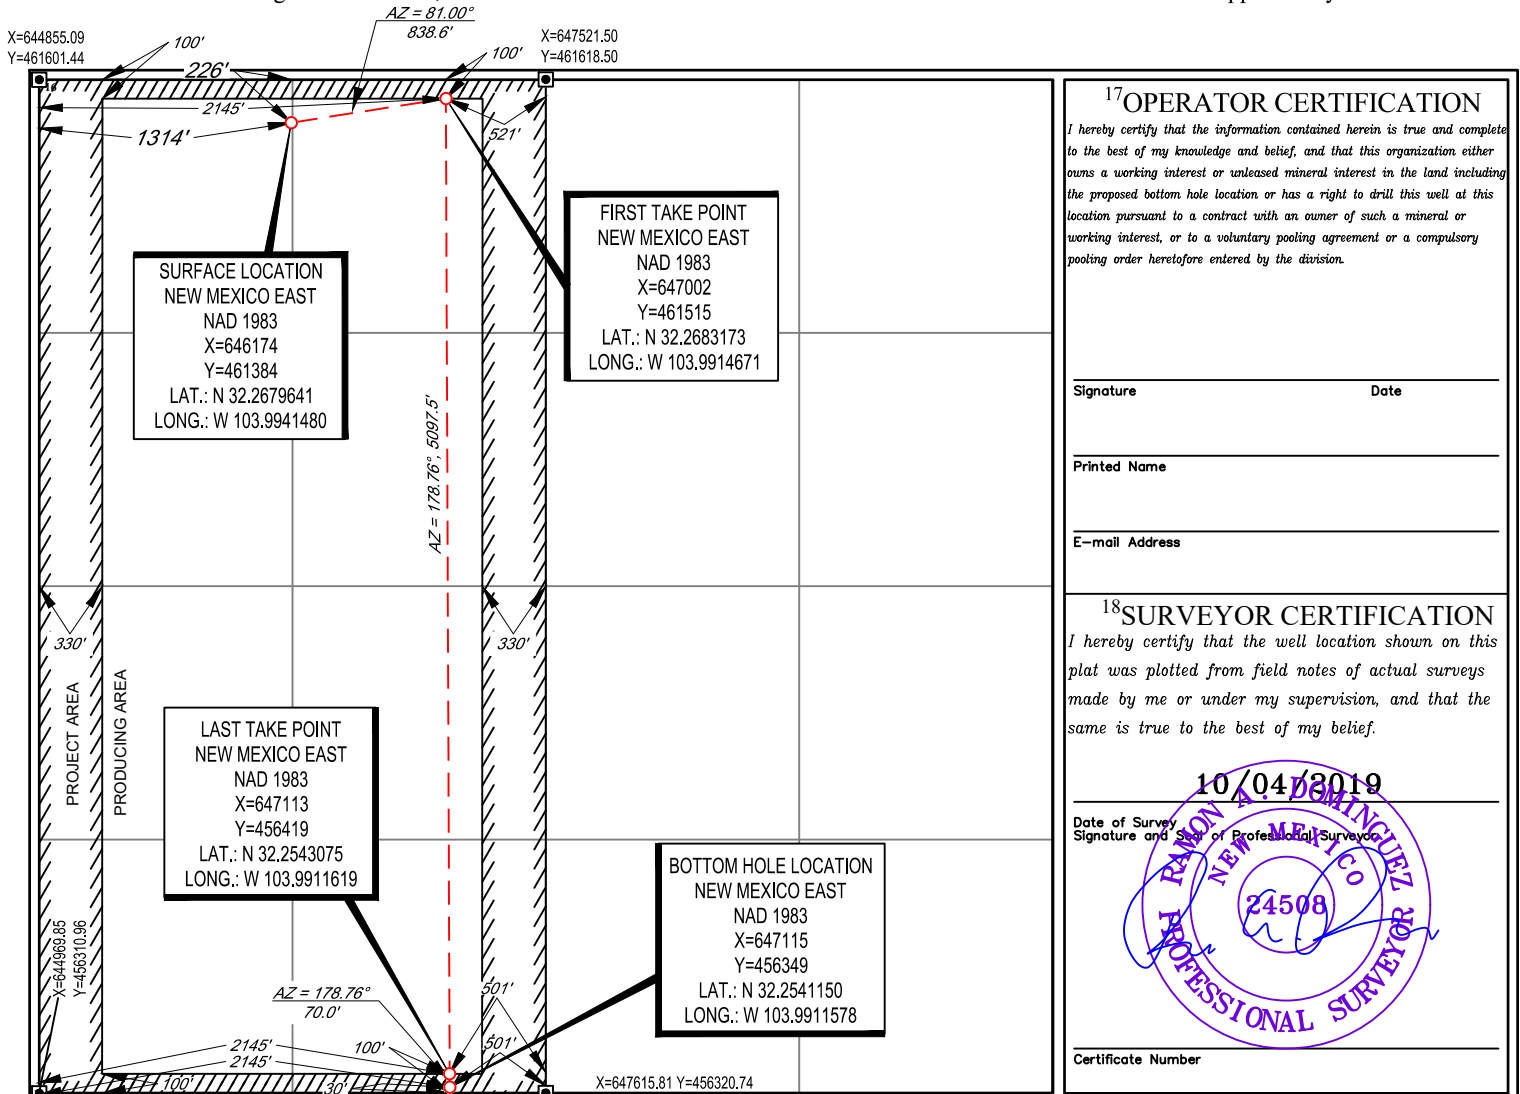 AZ = 81.00°
838.6'
X=644855.09
Y=461601.44
100'
226'
100'
X=647521.50
Y=461618.50
2145'
1314'
521'
SURFACE LOCATION
NEW MEXICO EAST
NAD 1983
X=646174
Y=461384
LAT.: N 32.2679641
LONG.: W 103.9941480
FIRST TAKE POINT
NEW MEXICO EAST
NAD 1983
X=647002
Y=461515
LAT.: N 32.2683173
LONG.: W 103.9914671
AZ = 178.76°, 5097.5'
330'
330'
PROJECT AREA
PRODUCING AREA
LAST TAKE POINT
NEW MEXICO EAST
NAD 1983
X=647113
Y=456419
LAT.: N 32.2543075
LONG.: W 103.9911619
BOTTOM HOLE LOCATION
NEW MEXICO EAST
NAD 1983
X=647115
Y=456349
LAT.: N 32.2541150
LONG.: W 103.9911578
X=644969.85
Y=456310.96
AZ = 178.76°
70.0'
501'
501'
2145'
2145'
100'
100'
30'
X=647615.81 Y=456320.74
17 OPERATOR CERTIFICATION
I hereby certify that the information contained herein is true and complete
to the best of my knowledge and belief, and that this organization either
owns a working interest or unleased mineral interest in the land including
the proposed bottom hole location or has a right to drill this well at this
location pursuant to a contract with an owner of such a mineral or
working interest, or to a voluntary pooling agreement or a compulsory
pooling order heretofore entered by the division.
Signature Date
Printed Name
E-mail Address
18 SURVEYOR CERTIFICATION
I hereby certify that the well location shown on this
plat was plotted from field notes of actual surveys
made by me or under my supervision, and that the
same is true to the best of my belief.
10/04/2019
Date of Survey
Signature and Seal of Professional Surveyor
RAMON A. DOMINGUEZ
NEW MEXICO
24508
PROFESSIONAL SURVEYOR
Certificate Number